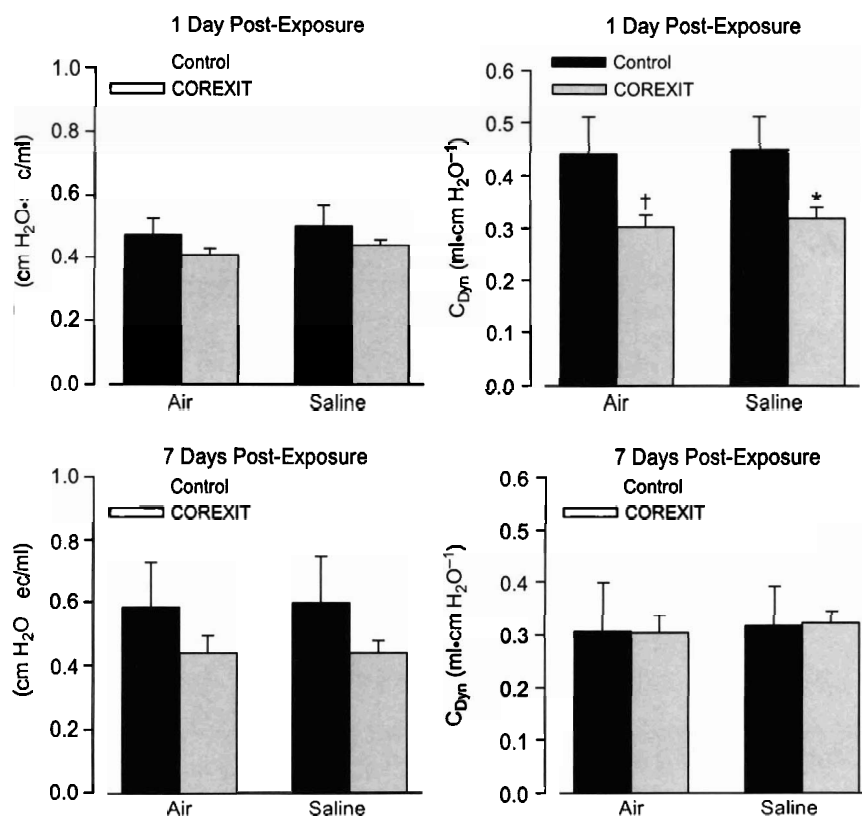 1 Day Post-Exposure
Control
COREXIT
1.0
0.8
0.6
0.4
0.2
0.0
(cm H₂O•s c/ml)
Air
Saline
1 Day Post-Exposure
Control
COREXIT
0.6
0.5
0.4
0.3
0.2
0.1
0.0
C_Dyn (ml•cm H₂O⁻¹)
†
*
Air
Saline
7 Days Post-Exposure
Control
COREXIT
1.0
0.8
0.6
0.4
0.2
0.0
(cm H₂O ec/ml)
Air
Saline
7 Days Post-Exposure
Control
COREXIT
0.6
0.5
0.4
0.3
0.2
0.1
0.0
C_Dyn (ml•cm H₂O⁻¹)
Air
Saline